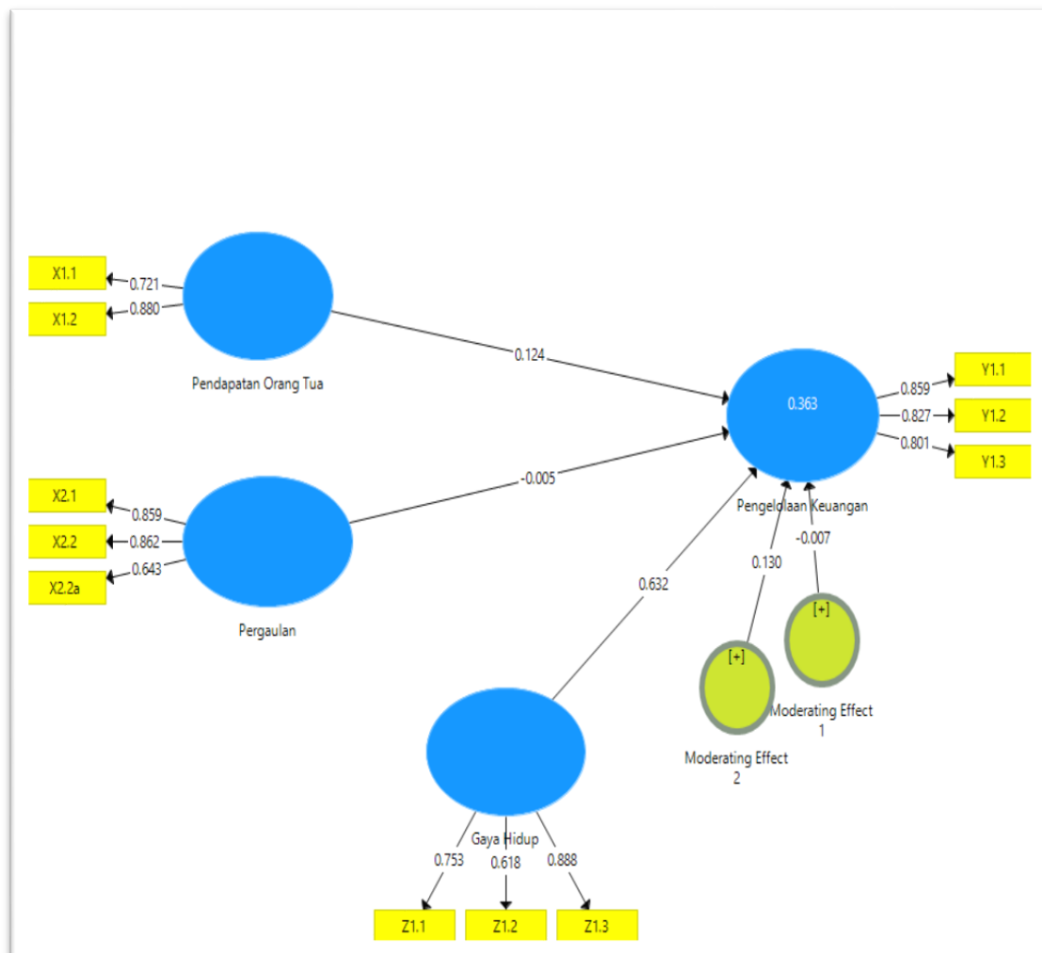 X1.1
0.721
X1.2
0.880
Pendapatan Orang Tua
0.124
0.363
Pengelolaan Keuangan
Y1.1
0.859
Y1.2
0.827
Y1.3
0.801
X2.1
0.859
X2.2
0.862
X2.2a
0.643
Pergaulan
-0.005
0.632
0.130
-0.007
[+]
Moderating Effect
1
[+]
Moderating Effect
2
Gaya Hidup
0.753
0.618
0.888
Z1.1
Z1.2
Z1.3